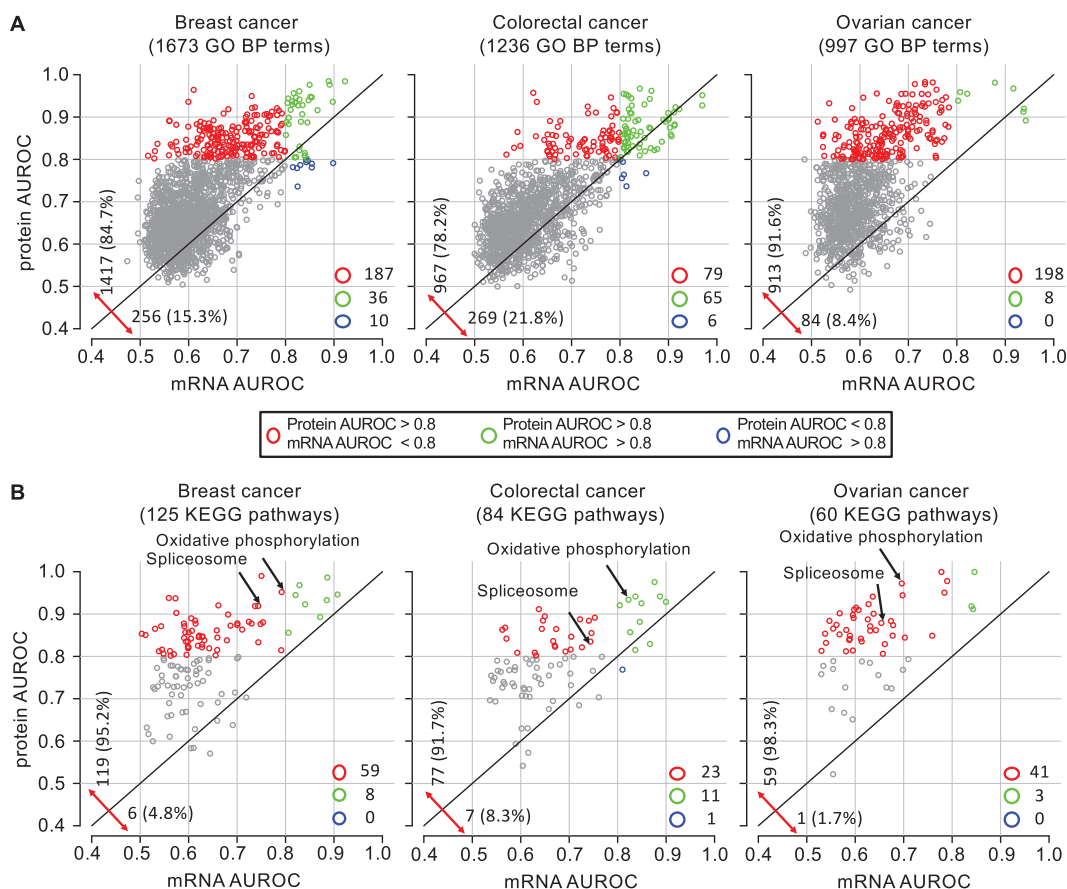 A
Breast cancer
(1673 GO BP terms)
Colorectal cancer
(1236 GO BP terms)
Ovarian cancer
(997 GO BP terms)
protein AUROC
1.0
0.9
0.8
0.7
0.6
0.5
0.4
1417 (84.7%)
256 (15.3%)
187
36
10
0.4 0.5 0.6 0.7 0.8 0.9 1.0
mRNA AUROC
967 (78.2%)
269 (21.8%)
79
65
6
0.4 0.5 0.6 0.7 0.8 0.9 1.0
mRNA AUROC
913 (91.6%)
84 (8.4%)
198
8
0
0.4 0.5 0.6 0.7 0.8 0.9 1.0
mRNA AUROC
Protein AUROC > 0.8
mRNA AUROC < 0.8
Protein AUROC > 0.8
mRNA AUROC > 0.8
Protein AUROC < 0.8
mRNA AUROC > 0.8
B
Breast cancer
(125 KEGG pathways)
Colorectal cancer
(84 KEGG pathways)
Ovarian cancer
(60 KEGG pathways)
protein AUROC
1.0
0.9
0.8
0.7
0.6
0.5
0.4
Oxidative phosphorylation
Spliceosome
119 (95.2%)
6 (4.8%)
59
8
0
0.4 0.5 0.6 0.7 0.8 0.9 1.0
mRNA AUROC
Oxidative phosphorylation
Spliceosome
77 (91.7%)
7 (8.3%)
23
11
1
0.4 0.5 0.6 0.7 0.8 0.9 1.0
mRNA AUROC
Oxidative phosphorylation
Spliceosome
59 (98.3%)
1 (1.7%)
41
3
0
0.4 0.5 0.6 0.7 0.8 0.9 1.0
mRNA AUROC